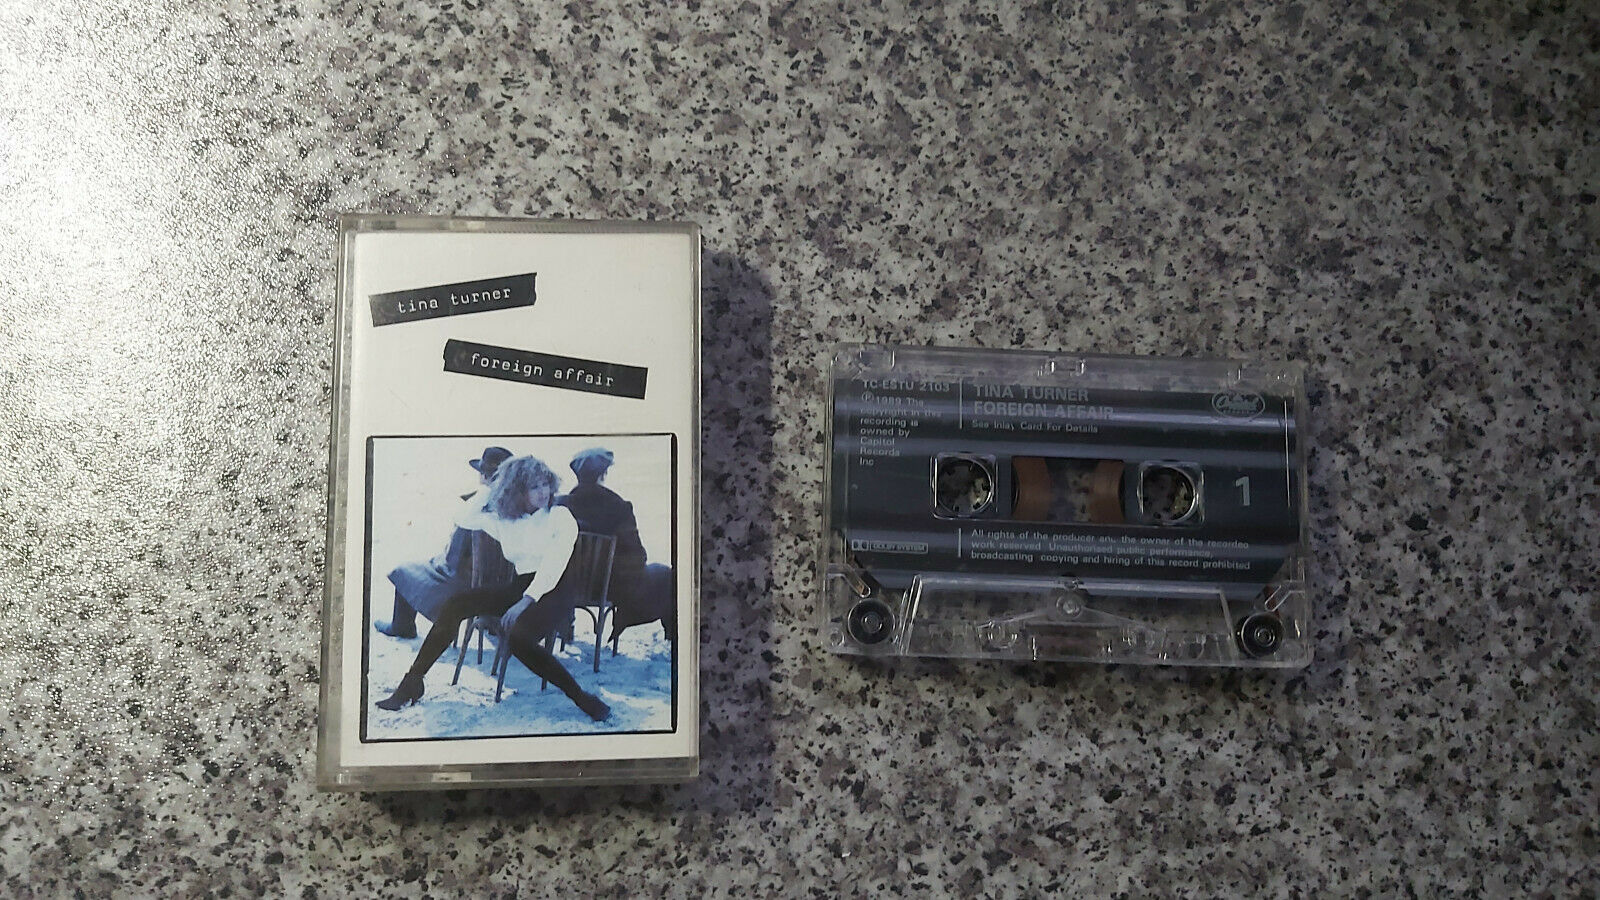 tina turner
foreign affair
TC-ESTU 2103
℗ 1989 The
copyright in this
recording is
owned by
Capitol
Records
Inc
TINA TURNER
FOREIGN AFFAIR
See Inlay Card For Details
Capitol
1
DOLBY SYSTEM
All rights of the producer and the owner of the recorded
work reserved Unauthorised public performance,
broadcasting copying and hiring of this record prohibited